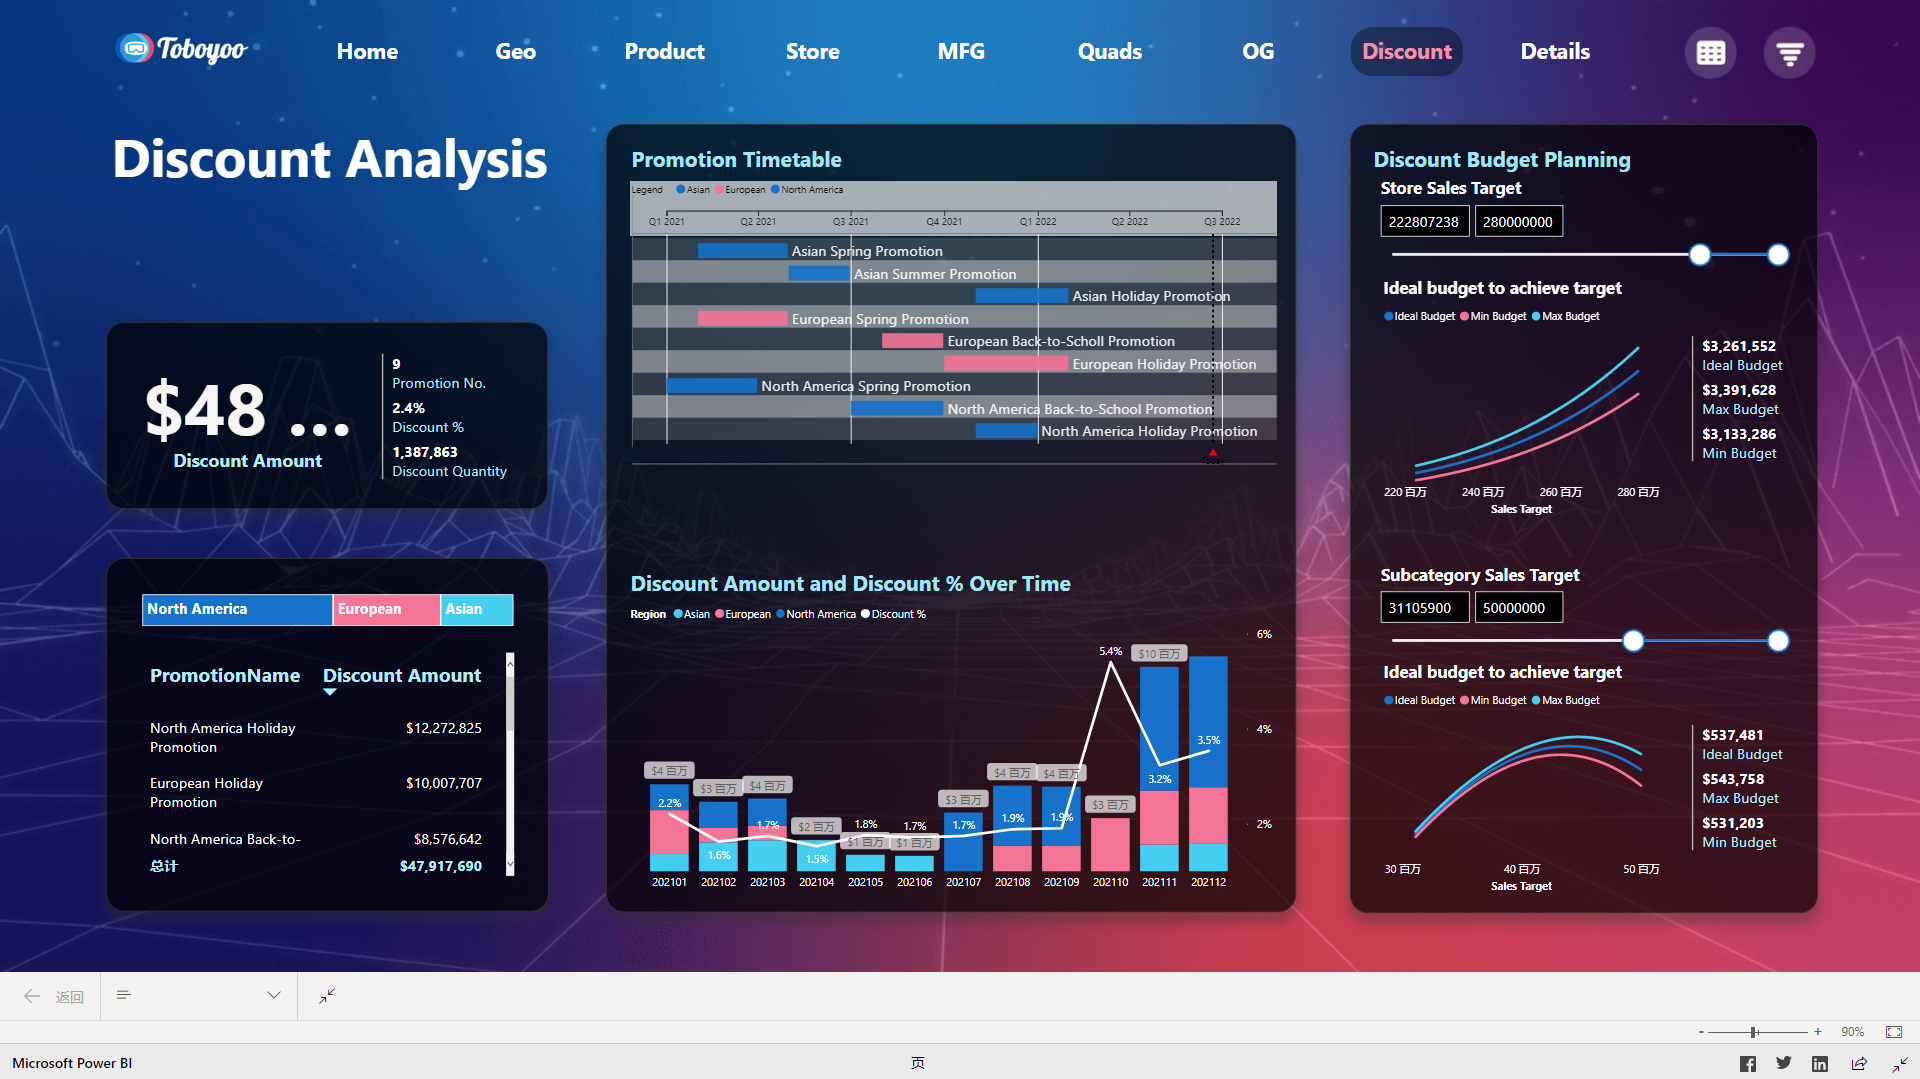 Toboyoo
Home
Geo
Product
Store
MFG
Quads
OG
Discount
Details
Discount Analysis
$48 ...
Discount Amount
9
Promotion No.
2.4%
Discount %
1,387,863
Discount Quantity
North America
European
Asian
PromotionName
Discount Amount
North America Holiday
Promotion
$12,272,825
European Holiday
Promotion
$10,007,707
North America Back-to-
$8,576,642
总计
$47,917,690
Promotion Timetable
Legend Asian European North America
Q1 2021 Q2 2021 Q3 2021 Q4 2021 Q1 2022 Q2 2022 Q3 2022
Asian Spring Promotion
Asian Summer Promotion
Asian Holiday Promotion
European Spring Promotion
European Back-to-Scholl Promotion
European Holiday Promotion
North America Spring Promotion
North America Back-to-School Promotion
North America Holiday Promotion
Discount Amount and Discount % Over Time
Region Asian European North America Discount %
6%
4%
2%
$4 百万
$3 百万
$4 百万
$2 百万
$1 百万
$1 百万
$3 百万
$4 百万
$4 百万
$3 百万
$10 百万
2.2%
1.6%
1.7%
1.5%
1.8%
1.7%
1.7%
1.9%
1.9%
5.4%
3.2%
3.5%
202101 202102 202103 202104 202105 202106 202107 202108 202109 202110 202111 202112
Discount Budget Planning
Store Sales Target
222807238
280000000
Ideal budget to achieve target
Ideal Budget Min Budget Max Budget
$3,261,552
Ideal Budget
$3,391,628
Max Budget
$3,133,286
Min Budget
220 百万 240 百万 260 百万 280 百万
Sales Target
Subcategory Sales Target
31105900
50000000
Ideal budget to achieve target
Ideal Budget Min Budget Max Budget
$537,481
Ideal Budget
$543,758
Max Budget
$531,203
Min Budget
30 百万 40 百万 50 百万
Sales Target
返回
- + 90%
Microsoft Power BI
页